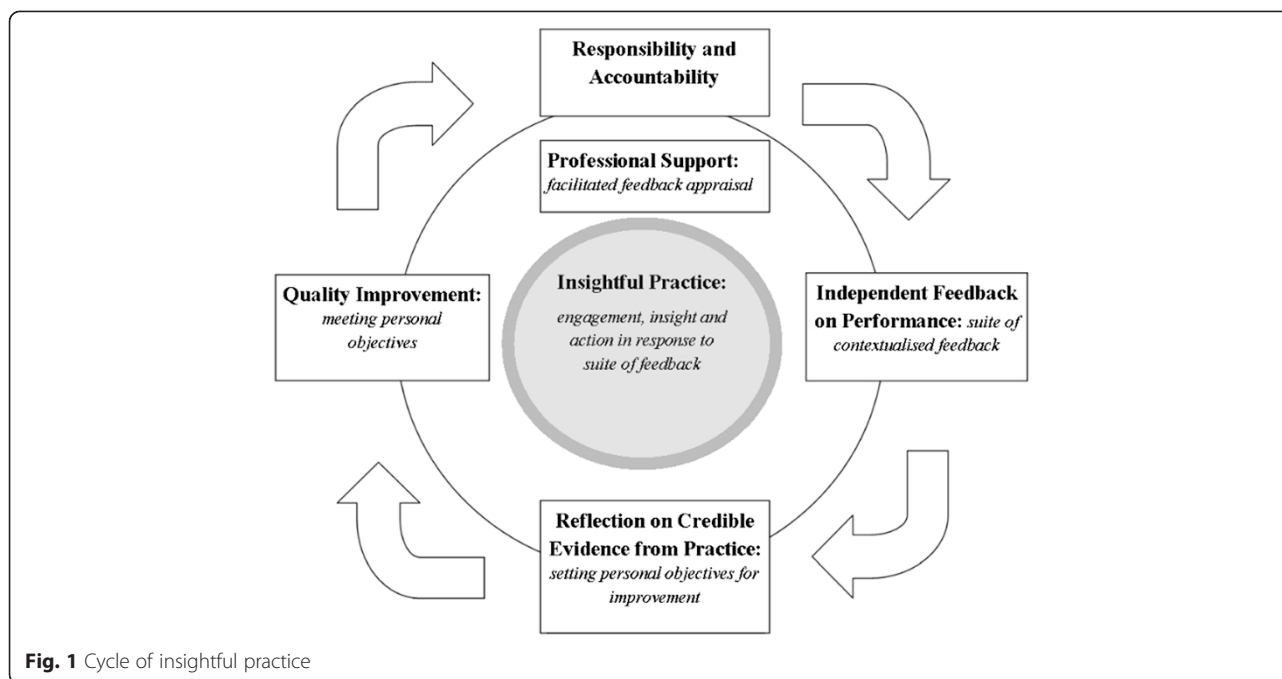 Responsibility and
Accountability
Professional Support:
facilitated feedback appraisal
Quality Improvement:
meeting personal
objectives
Insightful Practice:
engagement, insight and
action in response to
suite of feedback
Independent Feedback
on Performance: suite of
contextualised feedback
Reflection on Credible
Evidence from Practice:
setting personal objectives for
improvement
Fig. 1 Cycle of insightful practice